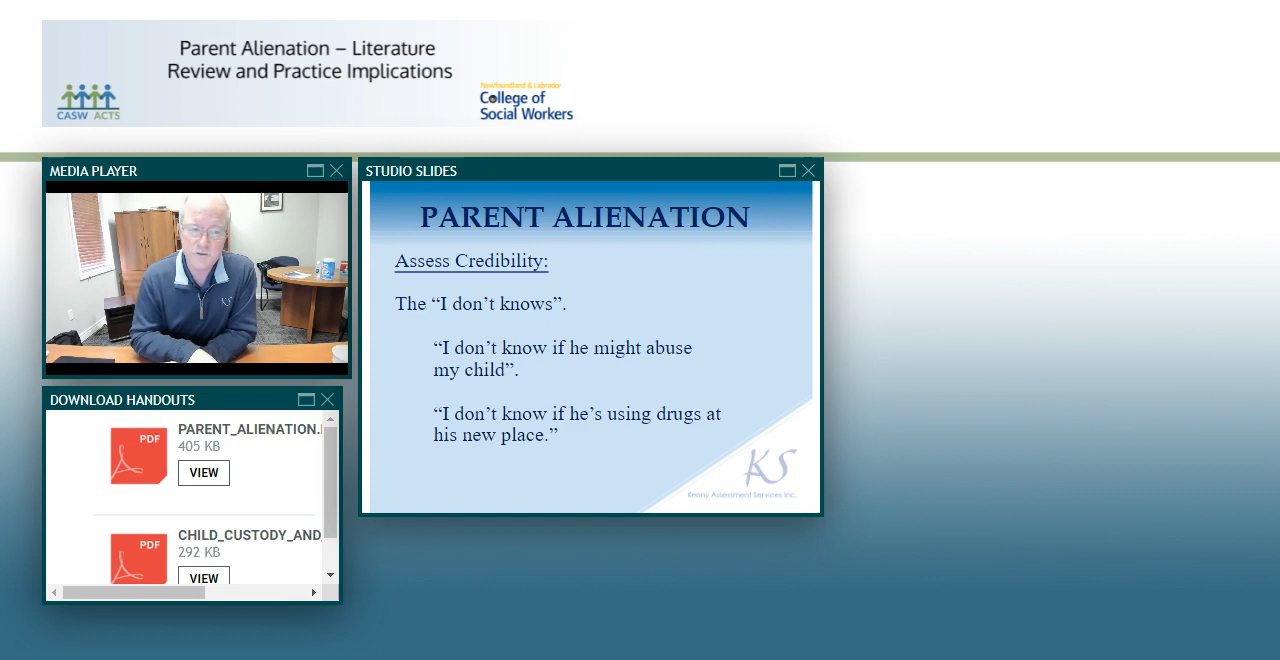 Parent Alienation – Literature
Review and Practice Implications
CASW ACTS
Newfoundland & Labrador
College of
Social Workers
MEDIA PLAYER
KS
STUDIO SLIDES
PARENT ALIENATION
Assess Credibility:
The “I don’t knows”.
“I don’t know if he might abuse
my child”.
“I don’t know if he’s using drugs at
his new place.”
KS
Kenny Assessment Services Inc.
DOWNLOAD HANDOUTS
PDF
PARENT_ALIENATION.
405 KB
VIEW
PDF
CHILD_CUSTODY_AND_
292 KB
VIEW